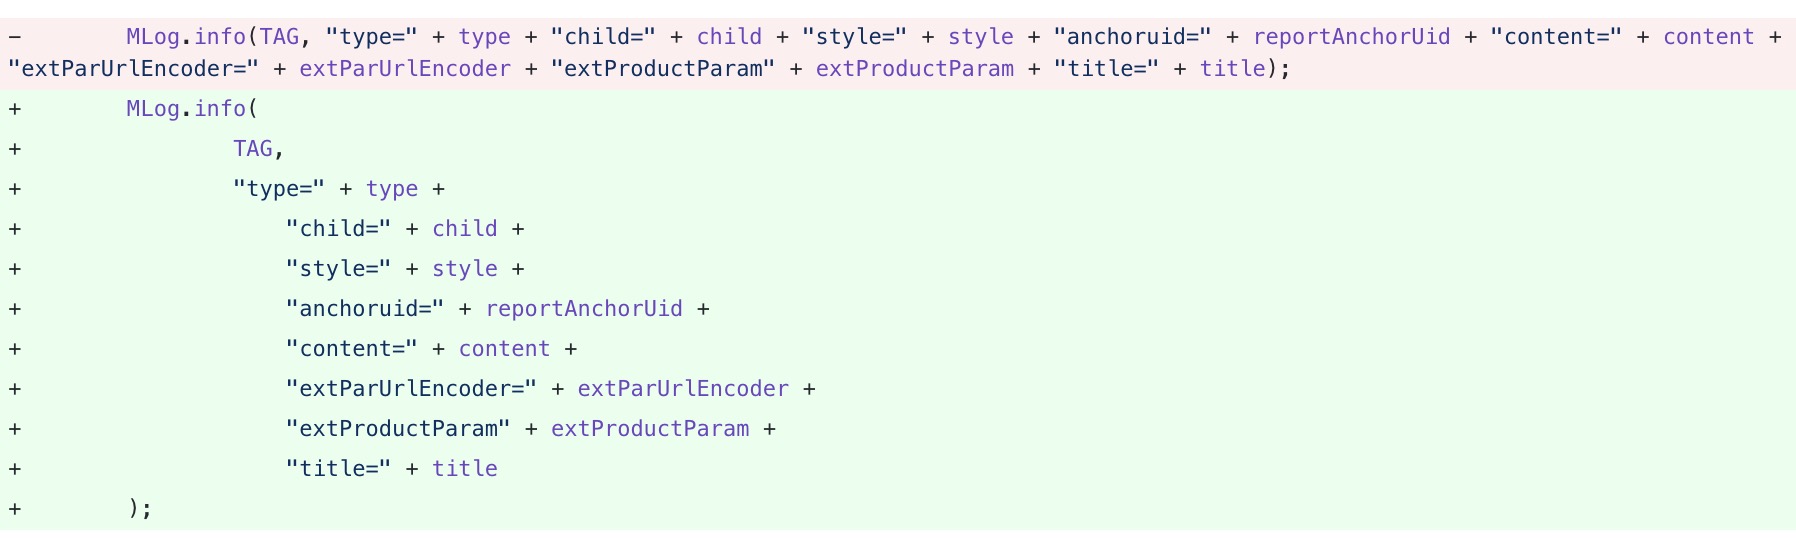 -        MLog.info(TAG, "type=" + type + "child=" + child + "style=" + style + "anchoruid=" + reportAnchorUid + "content=" + content +
"extParUrlEncoder=" + extParUrlEncoder + "extProductParam" + extProductParam + "title=" + title);
+        MLog.info(
+                TAG,
+                "type=" + type +
+                    "child=" + child +
+                    "style=" + style +
+                    "anchoruid=" + reportAnchorUid +
+                    "content=" + content +
+                    "extParUrlEncoder=" + extParUrlEncoder +
+                    "extProductParam" + extProductParam +
+                    "title=" + title
+        );